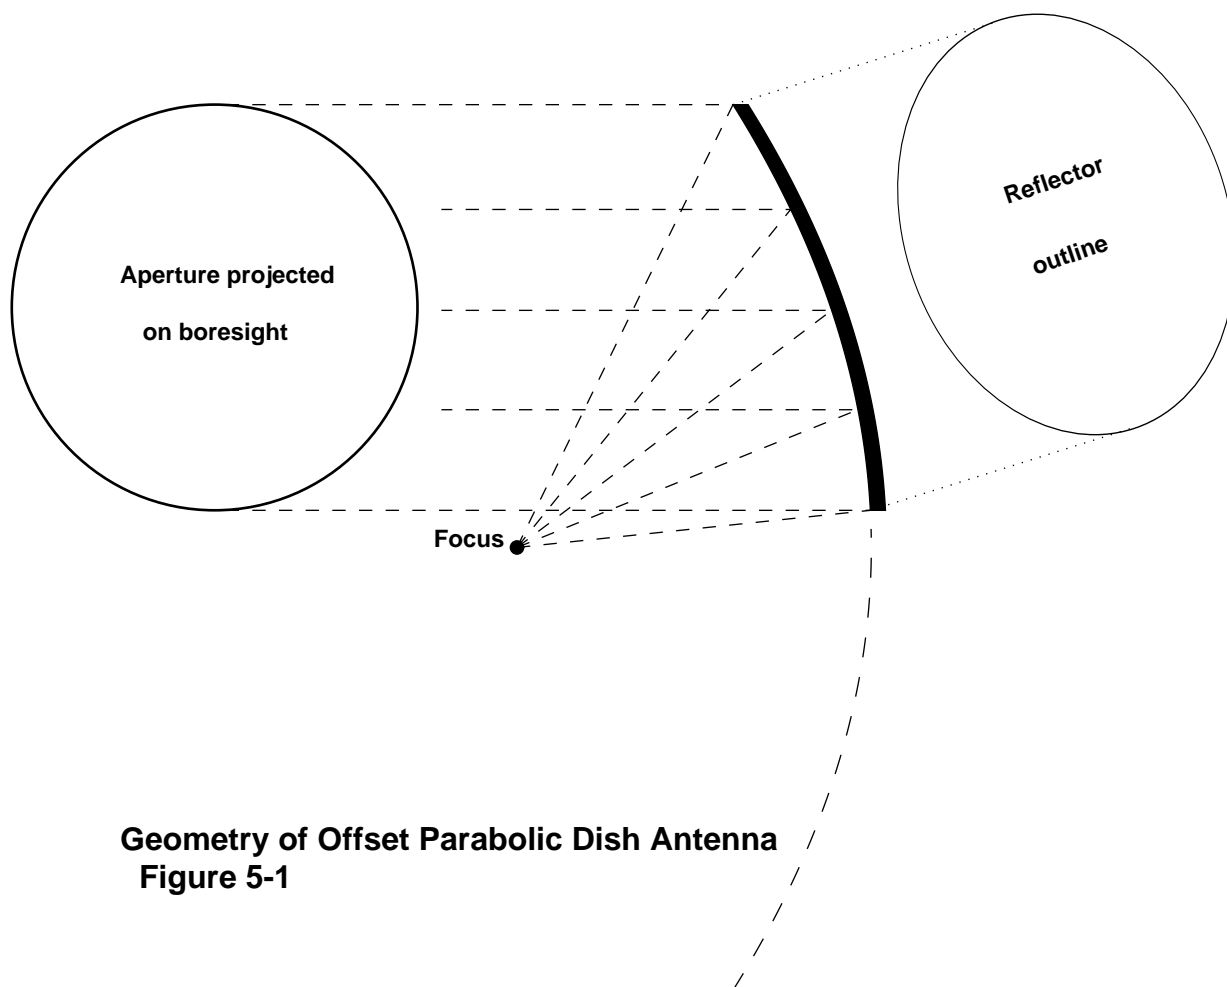 Reflector
outline
Aperture projected
on boresight
Focus
Geometry of Offset Parabolic Dish Antenna
Figure 5-1